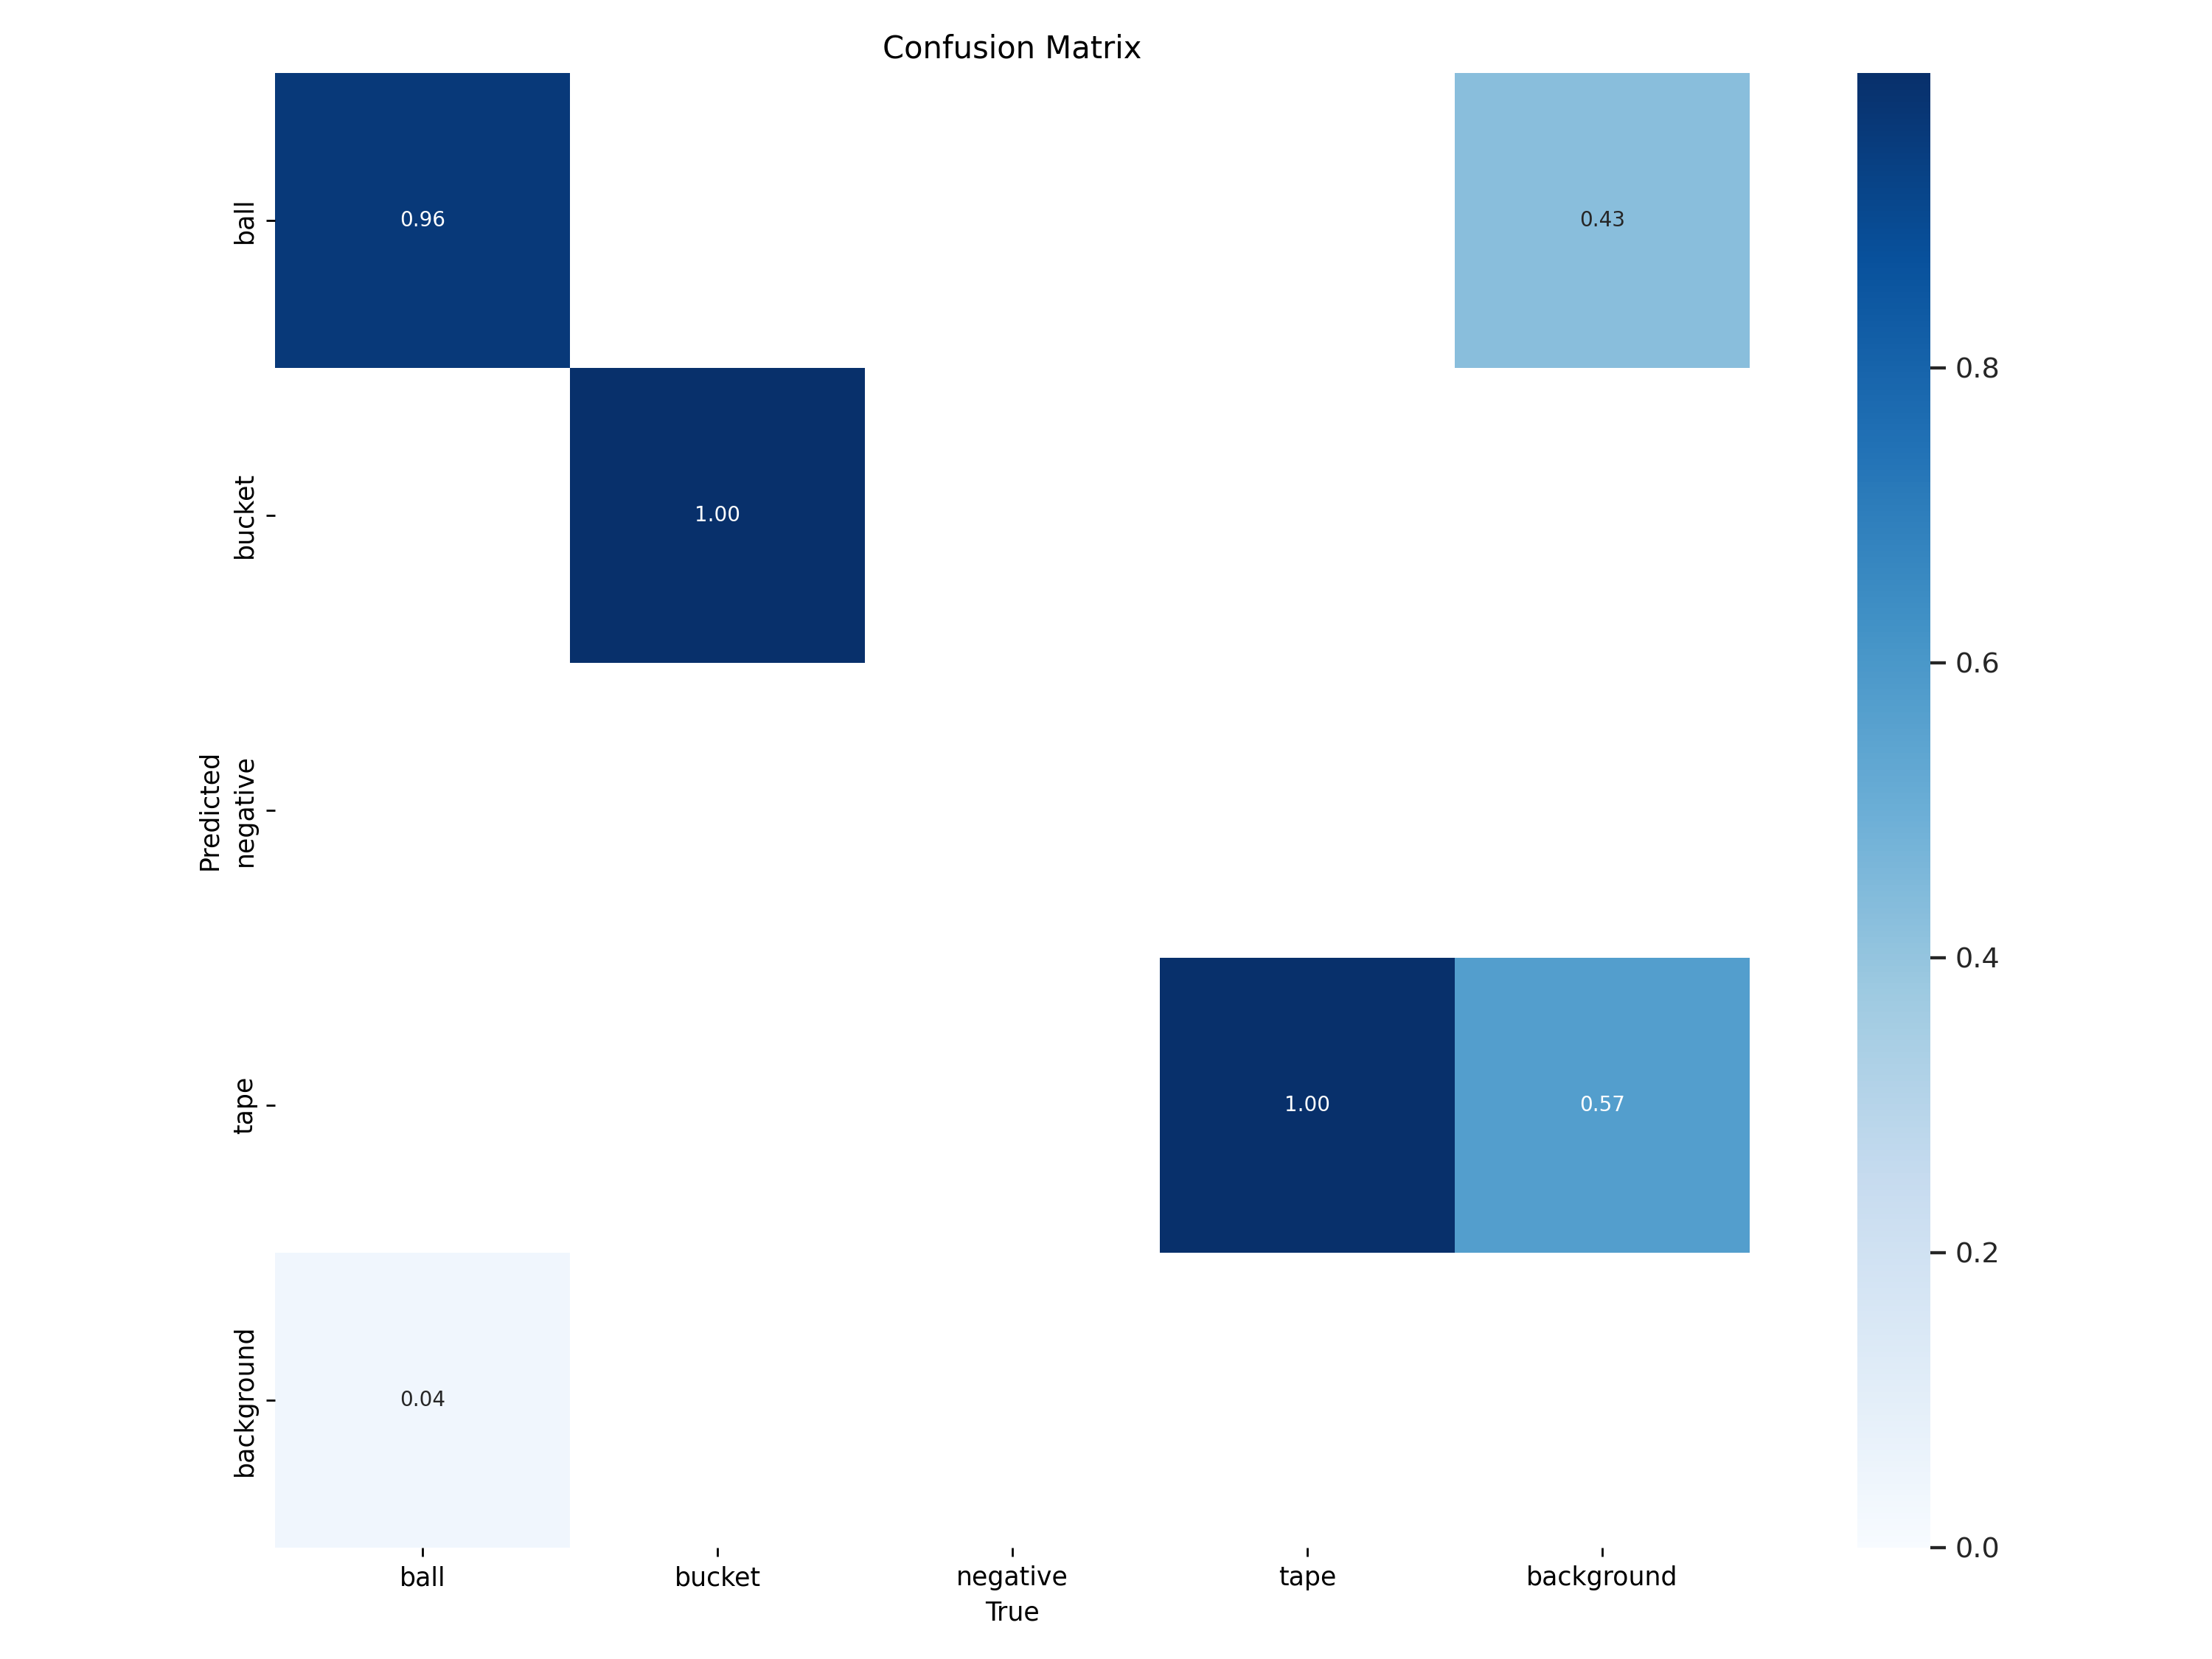 Confusion Matrix
ball
0.96
0.43
0.8
bucket
1.00
0.6
Predicted
negative
0.4
tape
1.00
0.57
0.2
background
0.04
0.0
ball bucket negative tape background
True